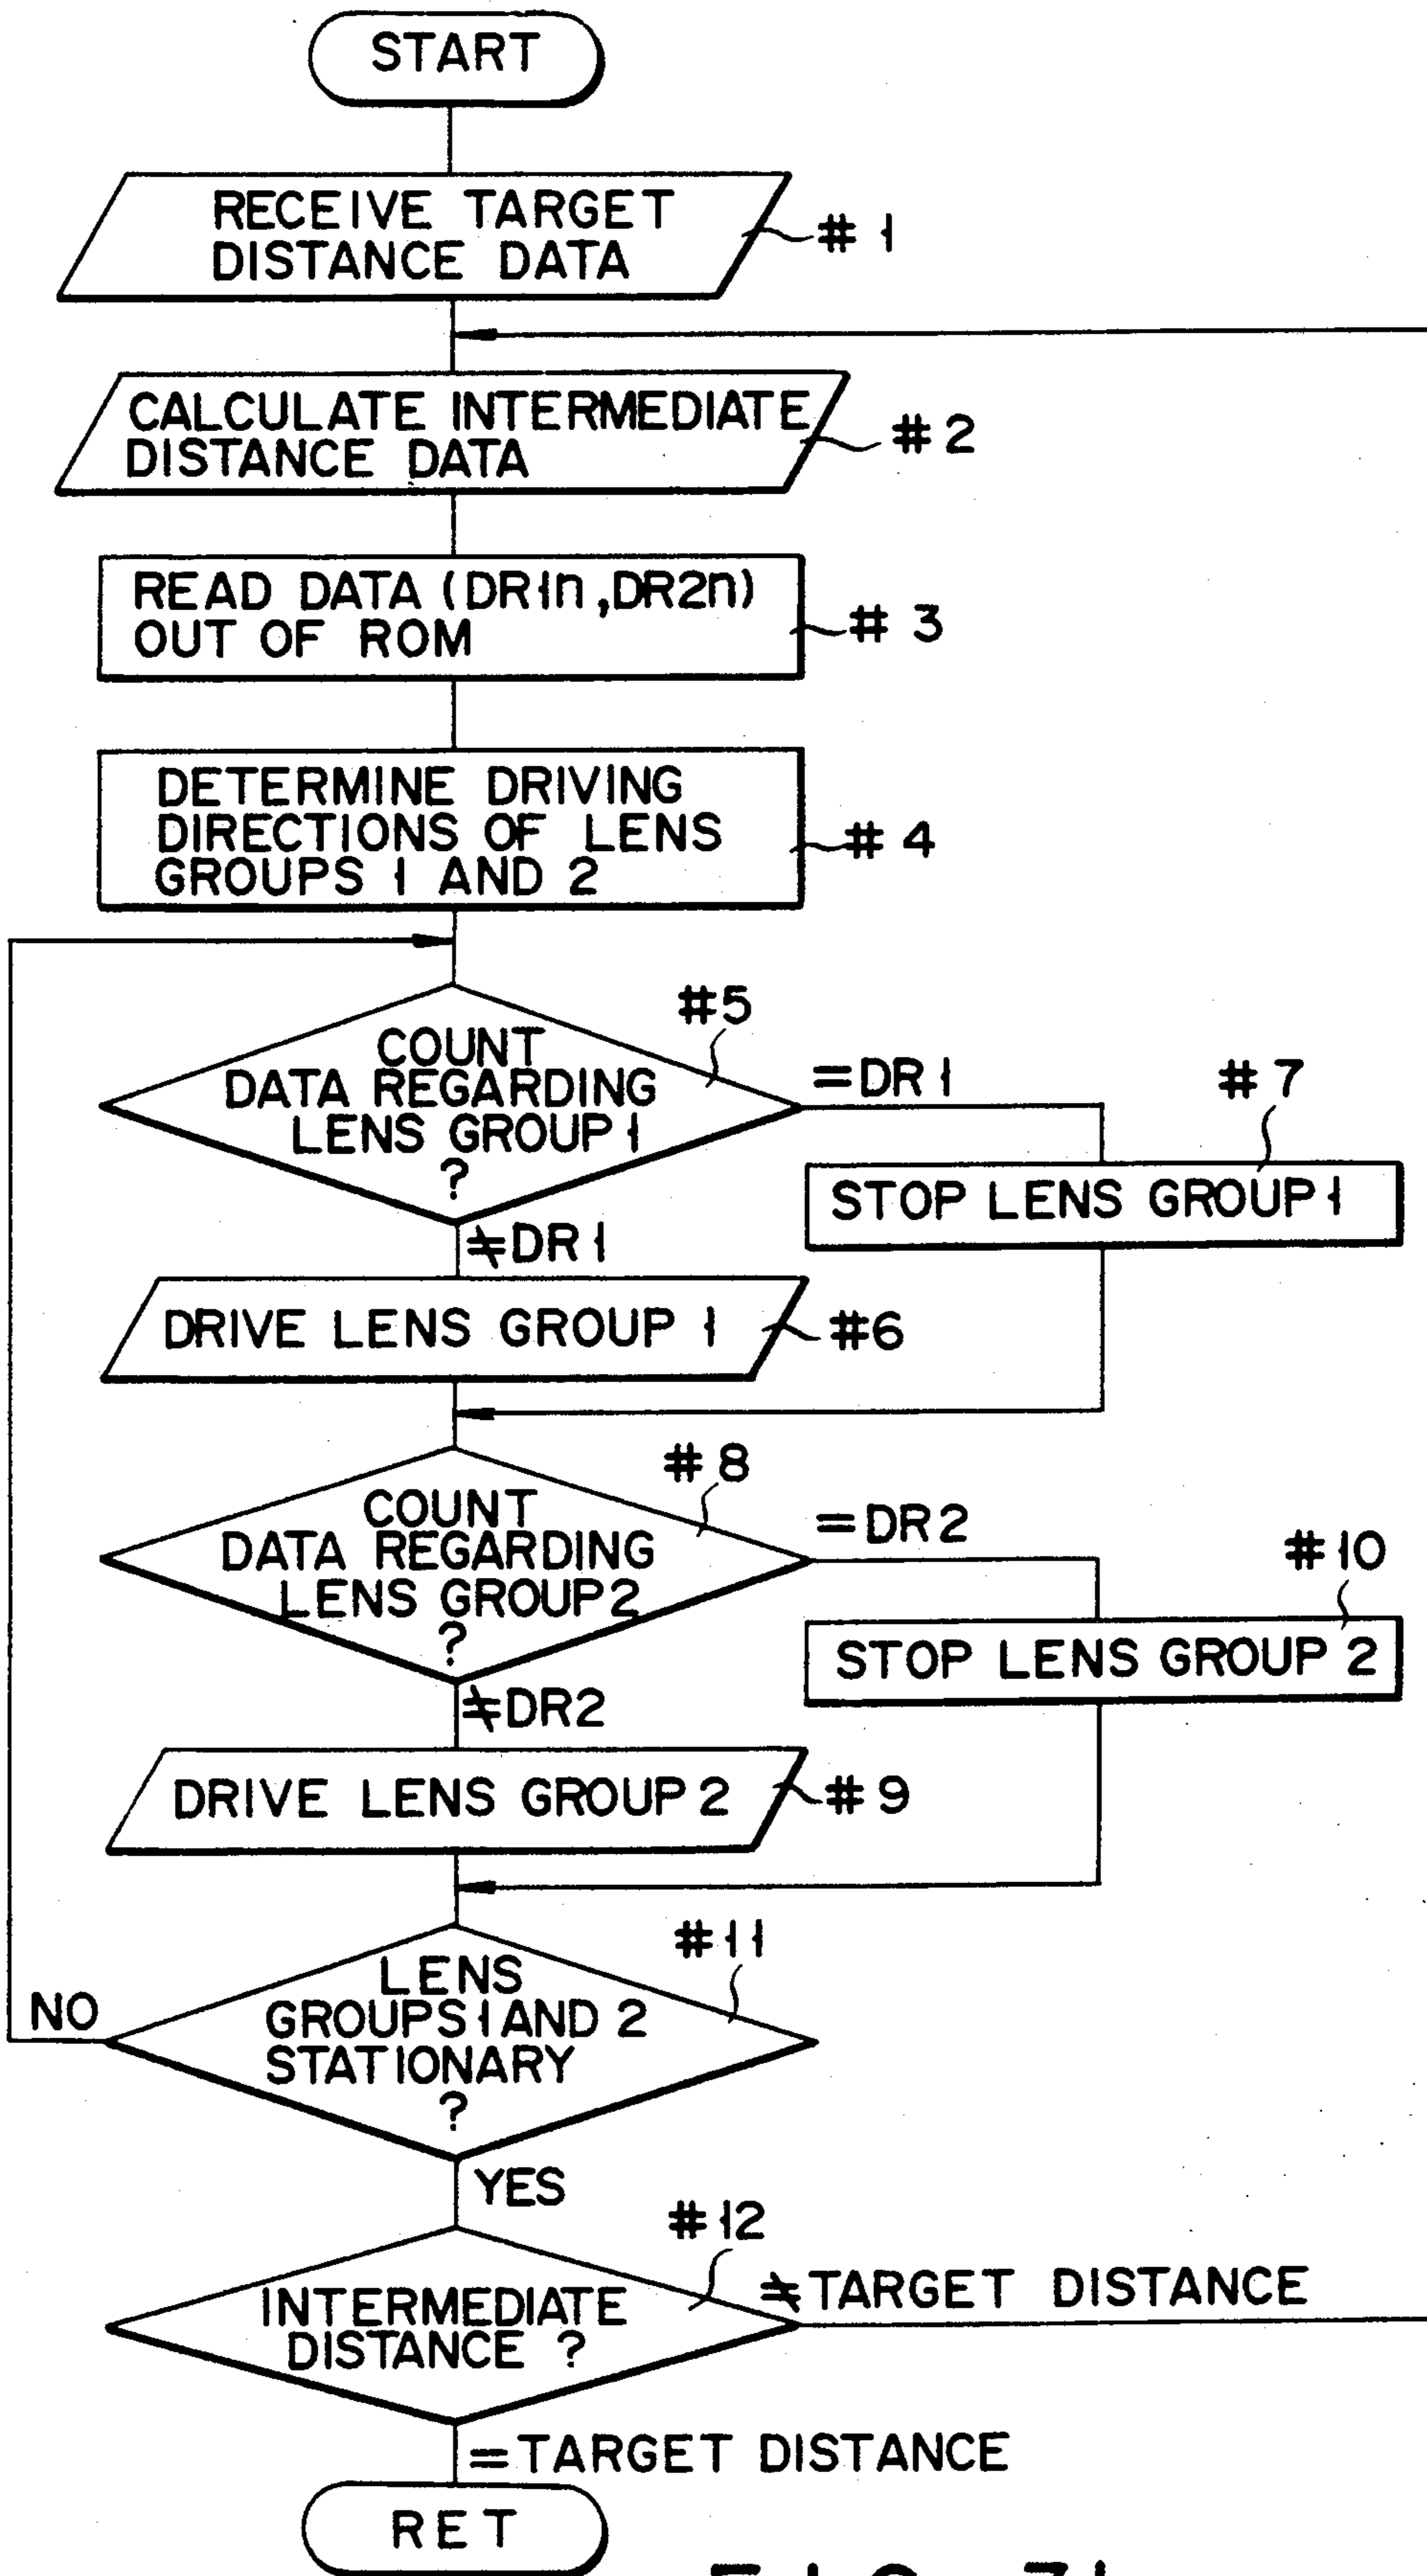 START
RECEIVE TARGET
DISTANCE DATA
# 1
CALCULATE INTERMEDIATE
DISTANCE DATA
# 2
READ DATA (DR1n,DR2n)
OUT OF ROM
# 3
DETERMINE DRIVING
DIRECTIONS OF LENS
GROUPS 1 AND 2
# 4
#5
COUNT
DATA REGARDING
LENS GROUP 1
?
=DR1
# 7
STOP LENS GROUP 1
≠DR1
DRIVE LENS GROUP 1
#6
# 8
COUNT
DATA REGARDING
LENS GROUP 2
?
=DR2
#10
STOP LENS GROUP 2
≠DR2
DRIVE LENS GROUP 2
# 9
#11
LENS
GROUPS 1 AND 2
STATIONARY
?
NO
YES
#12
INTERMEDIATE
DISTANCE ?
≠TARGET DISTANCE
=TARGET DISTANCE
RET